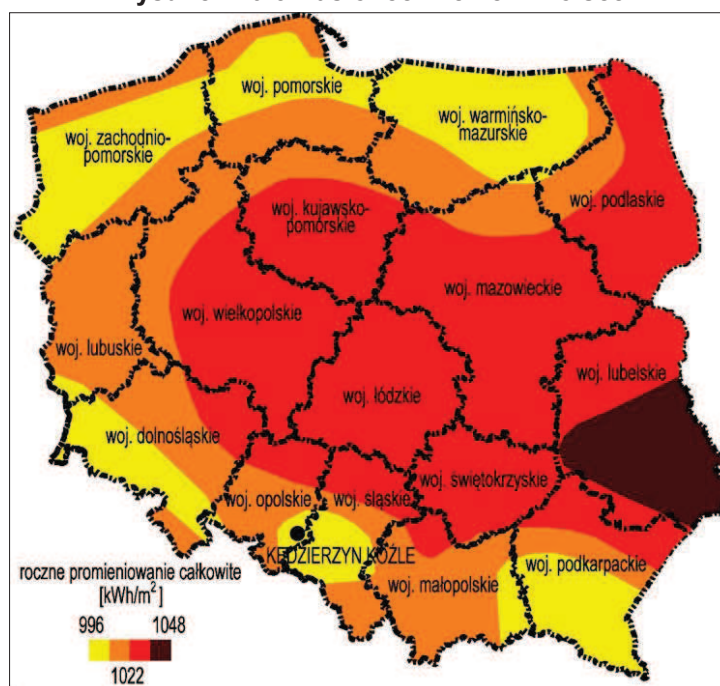 woj. pomorskie
woj. warmińsko-
mazurskie
woj. zachodnio-
pomorskie
woj. podlaskie
woj. kujawsko-
pomorskie
woj. mazowieckie
woj. wielkopolskie
woj. lubuskie
woj. lubelskie
woj. łódzkie
woj. dolnośląskie
woj. opolskie
woj. śląskie
woj. świętokrzyskie
KĘDZIERZYN KOŹLE
woj. podkarpackie
woj. małopolskie
roczne promieniowanie całkowite
[kWh/m² ]
996 1048
1022